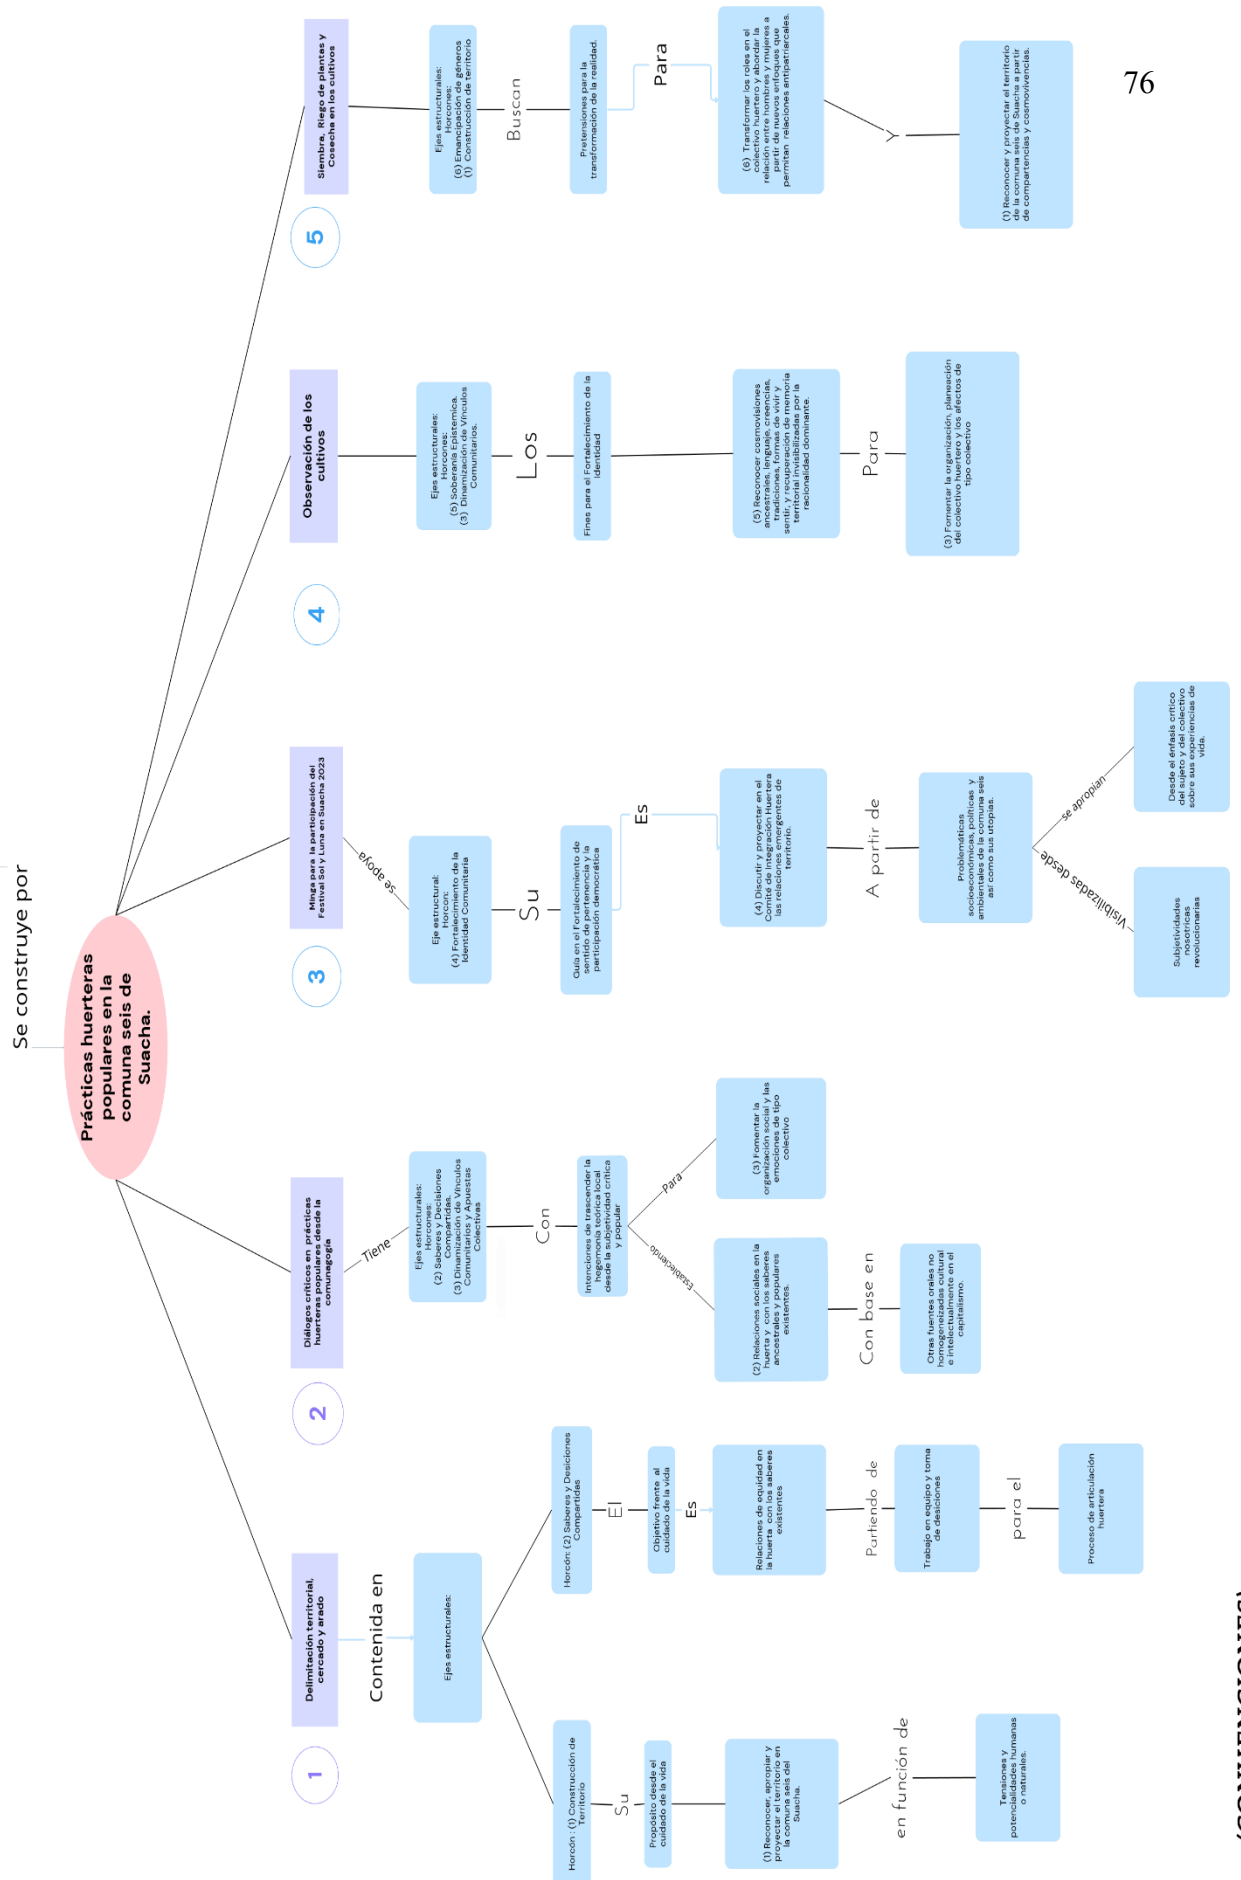 76
Se construye por
Prácticas huerteras
populares en la
comuna seis de
Suacha.
1
Delimitación territorial,
cercado y arado
Contenida en
Ejes estructurales:
Horcón : (1) Construcción de
Territorio
Su
Propósito desde el
cuidado de la vida
(1) Reconocer, apropiar y
proyectar el territorio en
la comuna seis del
Suacha.
en función de
Tensiones y
potencialidades humanas
o naturales.
Horcón: (2) Saberes y Desiciones
Compartidas
El
Objetivo frente al
cuidado de la vida
Es
Relaciones de equidad en
la huerta con los saberes
existentes
Partiendo de
Trabajo en equipo y toma
de desiciones
para el
Proceso de articulación
huertera
2
Diálogos críticos en prácticas
huerteras populares desde la
comunagogía
Tiene
Ejes estructurales:
Horcones:
(2) Saberes y Decisiones
Compartidas.
(3) Dinamización de Vínculos
Comunitarios y Apuestas
Colectivas
Con
Intenciones de trascender la
hegemonía teórica local
desde la subjetividad crítica
y popular
Estableciendo
(2) Relaciones sociales en la
huerta y con los saberes
ancestrales y populares
existentes.
Con base en
Otras fuentes orales no
homogeneizadas cultural
e intelectualmente en el
capitalismo.
Para
(3) Fomentar la
organización social y las
emociones de tipo
colectivo
3
Minga para la participación del
Festival Sol y Luna en Suacha 2023
se apoya
Eje estructural:
Horcon:
(4) Fortalecimiento de la
Identidad Comunitaria
Su
Guía en el Fortalecimiento de
sentido de pertenencia y la
participación democrática
Es
(4) Discutir y proyectar en el
Comité de Integración Huertera
las relaciones emergentes de
territorio.
A partir de
Problemáticas
socioeconómicas, políticas y
ambientales de la comuna seis
así como sus utopías.
Visibilizadas desde
Subjetividades
nosotricas
revolucionarias
se apropian
Desde el énfasis crítico
del sujeto y del colectivo
sobre sus experiencias de
vida.
4
Observación de los
cultivos
Ejes estructurales:
Horcones:
(5) Soberanía Epistemica.
(3) Dinamización de Vínculos
Comunitarios.
Los
Fines para el Fortalecimiento de la
Identidad
(5) Reconocer cosmovisiones
ancestrales, lenguaje, creencias,
tradiciones, formas de vivir y
sentir, y recuperación de memoria
territorial invisibilizadas por la
racionalidad dominante.
Para
(3) Fomentar la organización, planeación
del colectivo huertero y los afectos de
tipo colectivo
5
Siembra, Riego de plantas y
Cosecha en los cultivos
Ejes estructurales:
Horcones:
(6) Emancipación de géneros
(1) Construcción de territorio
Buscan
Pretensiones para la
transformación de la realidad.
Para
(6) Transformar los roles en el
colectivo huertero y abordar la
relación entre hombres y mujeres a
partir de nuevos enfoques que
permitan relaciones antipatriarcales.
Y
(1) Reconocer y proyectar el territorio
de la comuna seis de Suacha a partir
de compartencias y cosmovivencias.